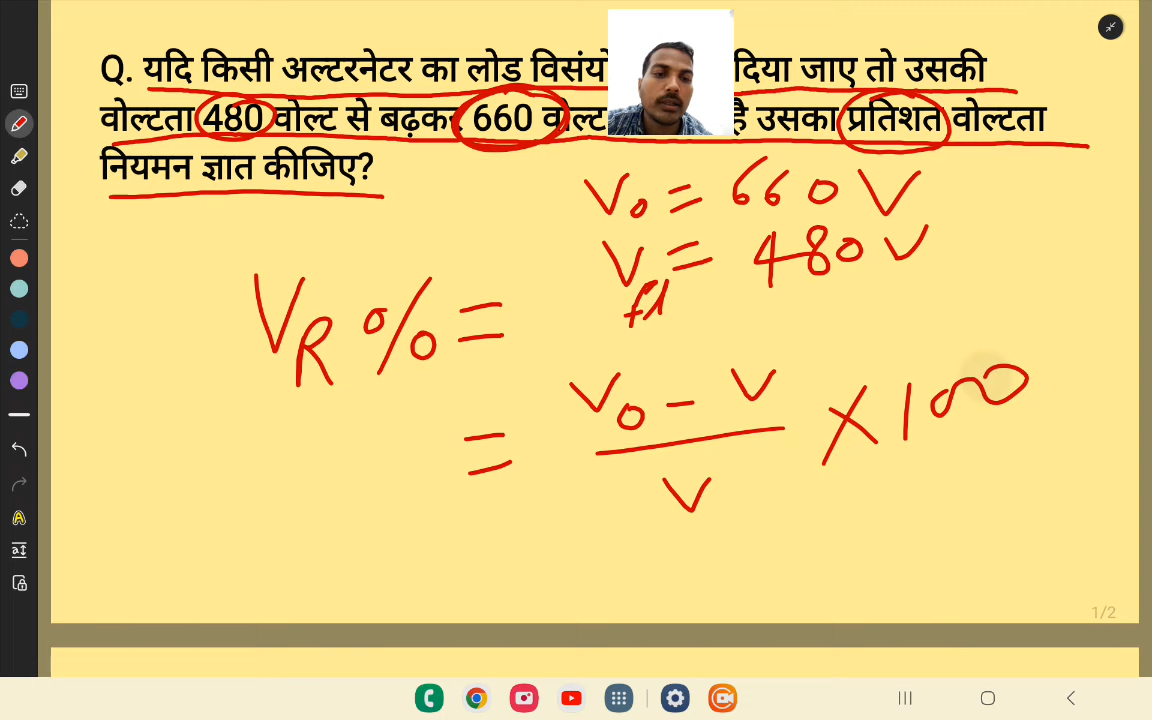 Q. यदि किसी अल्टरनेटर का लोड दिया जाए तो उसकी
वोल्टता 480 वोल्ट से बढ़कर 660 उसका प्रतिशत वोल्टता
नियमन ज्ञात कीजिए?
V₀ = 660 V
V = 480 V
fl
VR % =
= V₀ - V / V × 100
1/2